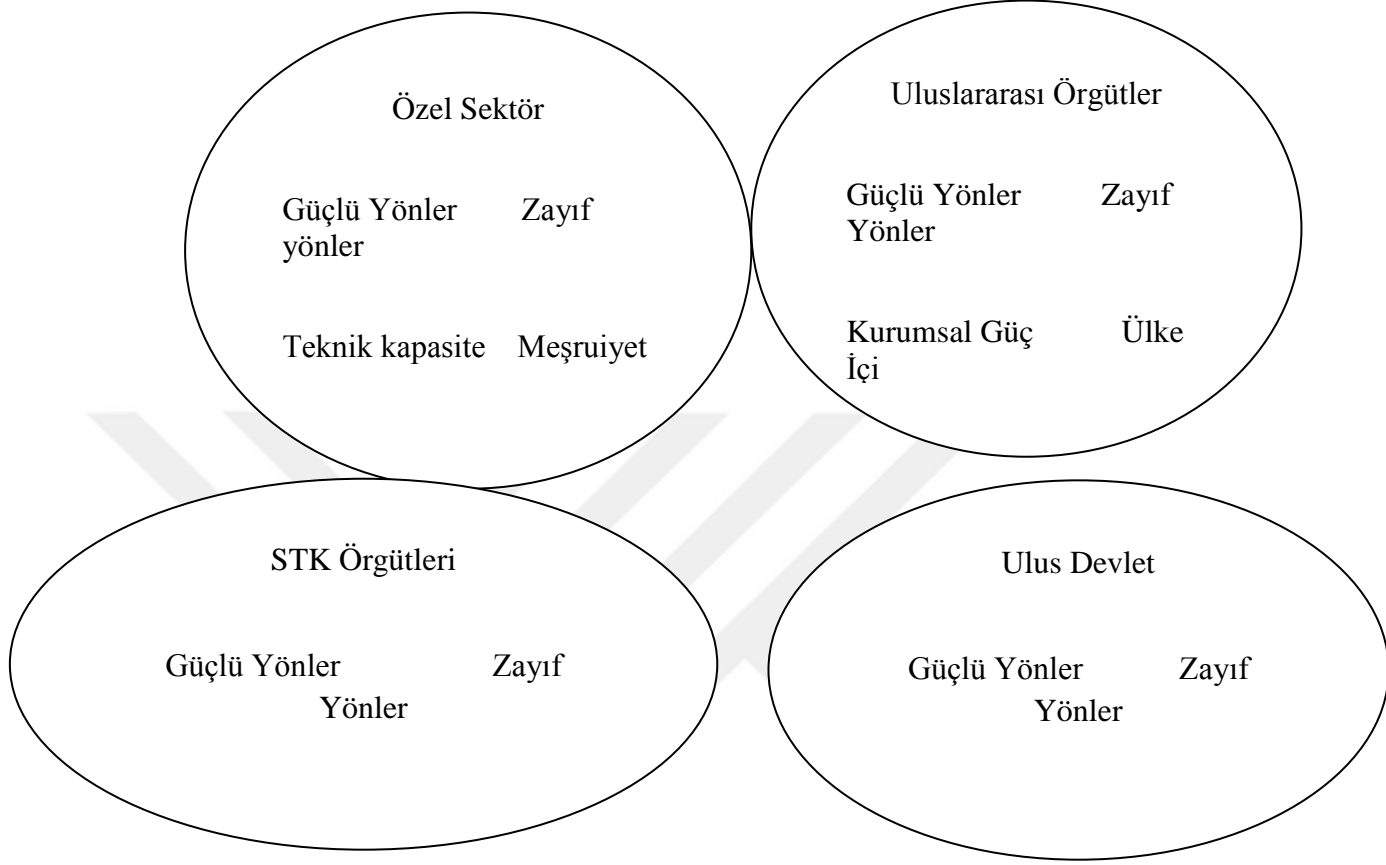 Özel Sektör
Güçlü Yönler Zayıf
yönler
Teknik kapasite Meşruiyet
Uluslararası Örgütler
Güçlü Yönler Zayıf
Yönler
Kurumsal Güç Ülke
İçi
STK Örgütleri
Güçlü Yönler Zayıf
Yönler
Ulus Devlet
Güçlü Yönler Zayıf
Yönler